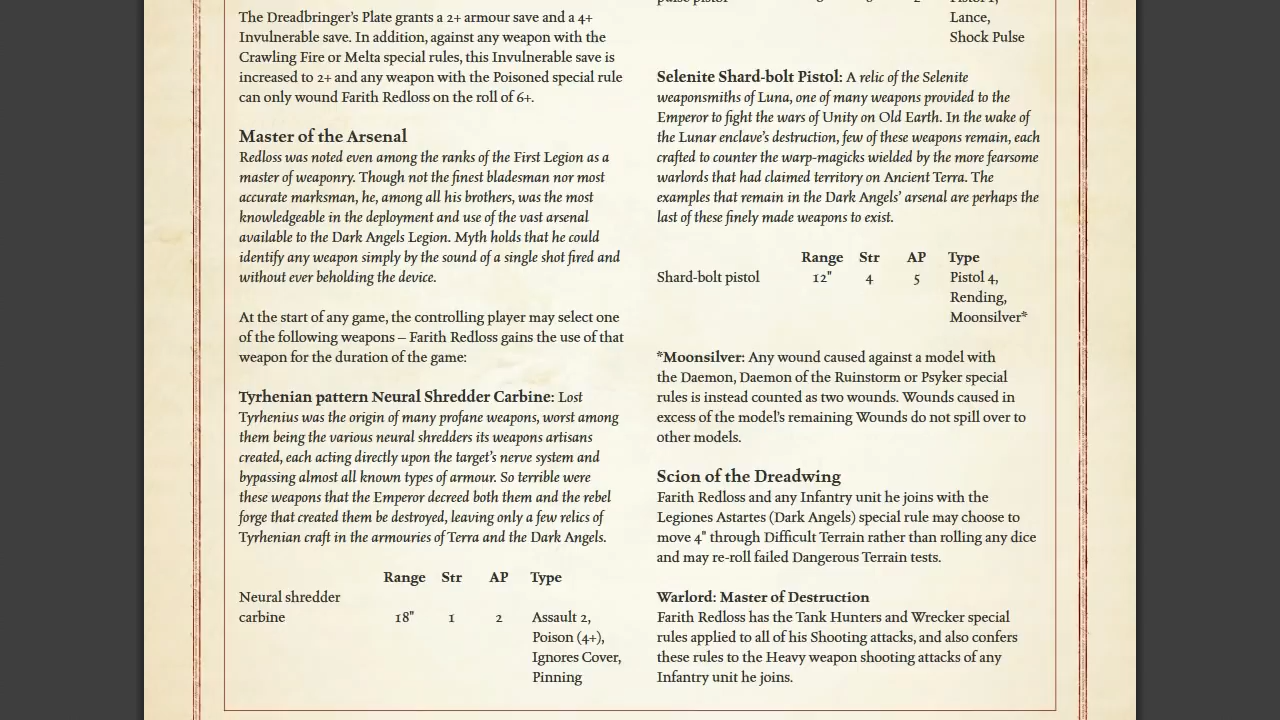 The Dreadbringer's Plate grants a 2+ armour save and a 4+
Invulnerable save. In addition, against any weapon with the
Crawling Fire or Melta special rules, this Invulnerable save is
increased to 2+ and any weapon with the Poisoned special rule
can only wound Farith Redloss on the roll of 6+.
Master of the Arsenal
Redloss was noted even among the ranks of the First Legion as a
master of weaponry. Though not the finest bladesman nor most
accurate marksman, he, among all his brothers, was the most
knowledgeable in the deployment and use of the vast arsenal
available to the Dark Angels Legion. Myth holds that he could
identify any weapon simply by the sound of a single shot fired and
without ever beholding the device.
At the start of any game, the controlling player may select one
of the following weapons – Farith Redloss gains the use of that
weapon for the duration of the game:
Tyrhenian pattern Neural Shredder Carbine: Lost
Tyrhenius was the origin of many profane weapons, worst among
them being the various neural shredders its weapons artisans
created, each acting directly upon the target's nerve system and
bypassing almost all known types of armour. So terrible were
these weapons that the Emperor decreed both them and the rebel
forge that created them be destroyed, leaving only a few relics of
Tyrhenian craft in the armouries of Terra and the Dark Angels.
Range Str AP Type
Neural shredder
carbine 18" 1 2 Assault 2,
Poison (4+),
Ignores Cover,
Pinning
Lance,
Shock Pulse
Selenite Shard-bolt Pistol: A relic of the Selenite
weaponsmiths of Luna, one of many weapons provided to the
Emperor to fight the wars of Unity on Old Earth. In the wake of
the Lunar enclave's destruction, few of these weapons remain, each
crafted to counter the warp-magicks wielded by the more fearsome
warlords that had claimed territory on Ancient Terra. The
examples that remain in the Dark Angels' arsenal are perhaps the
last of these finely made weapons to exist.
Range Str AP Type
Shard-bolt pistol 12" 4 5 Pistol 4,
Rending,
Moonsilver*
*Moonsilver: Any wound caused against a model with
the Daemon, Daemon of the Ruinstorm or Psyker special
rules is instead counted as two wounds. Wounds caused in
excess of the model's remaining Wounds do not spill over to
other models.
Scion of the Dreadwing
Farith Redloss and any Infantry unit he joins with the
Legiones Astartes (Dark Angels) special rule may choose to
move 4" through Difficult Terrain rather than rolling any dice
and may re-roll failed Dangerous Terrain tests.
Warlord: Master of Destruction
Farith Redloss has the Tank Hunters and Wrecker special
rules applied to all of his Shooting attacks, and also confers
these rules to the Heavy weapon shooting attacks of any
Infantry unit he joins.